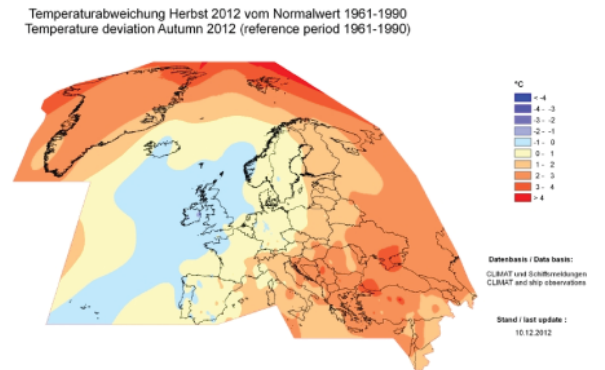 Temperaturabweichung Herbst 2012 vom Normalwert 1961-1990
Temperature deviation Autumn 2012 (reference period 1961-1990)
°C
< -4
-4 - -3
-3 - -2
-2 - -1
-1 - 0
0 - 1
1 - 2
2 - 3
3 - 4
> 4
Datenbasis / Data basis:
CLIMAT und Schiffsmeldungen
CLIMAT and ship observations
Stand / last update :
10.12.2012